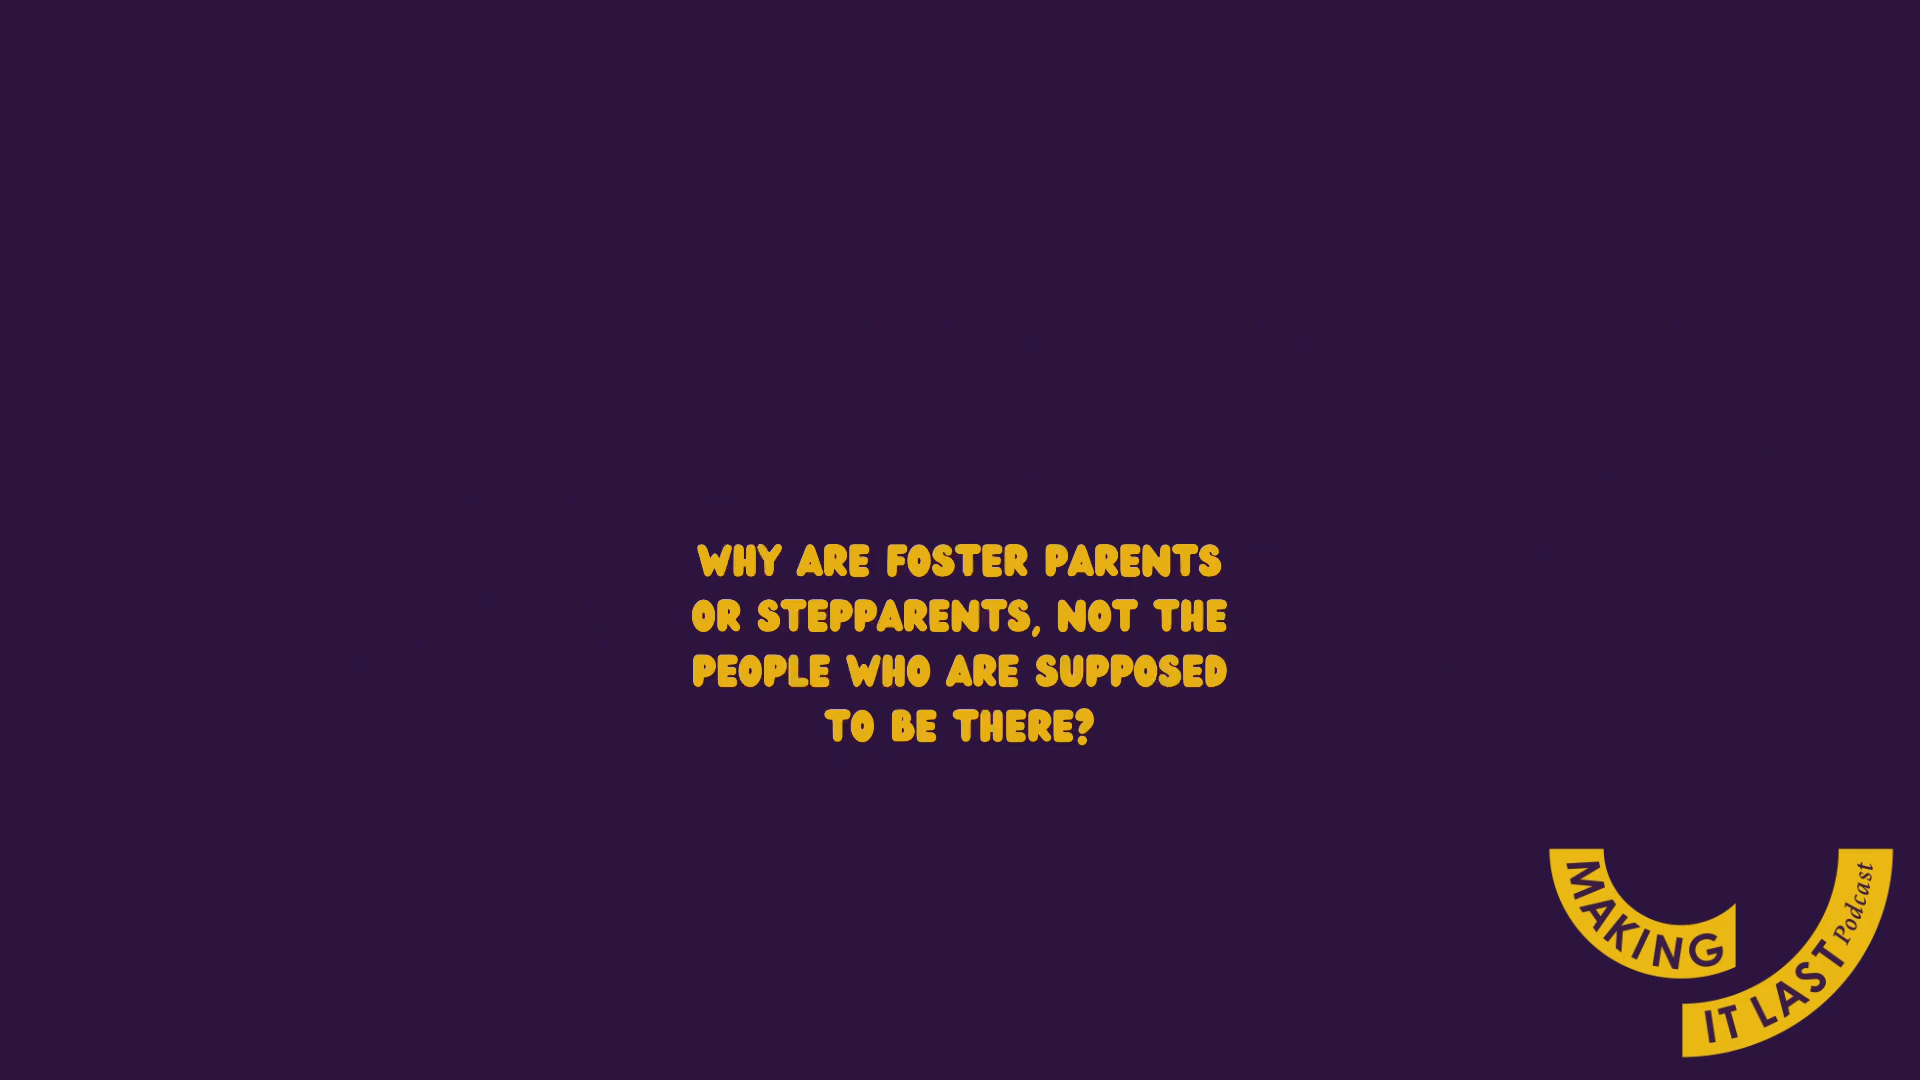 WHY ARE FOSTER PARENTS
OR STEPPARENTS, NOT THE
PEOPLE WHO ARE SUPPOSED
TO BE THERE?
MAKING
IT LAST Podcast